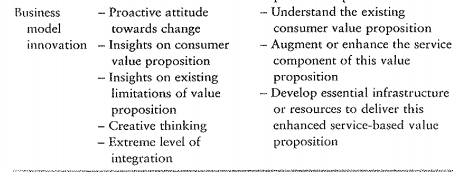 Business
model
innovation
– Proactive attitude
towards change
– Insights on consumer
value proposition
– Insights on existing
limitations of value
proposition
– Creative thinking
– Extreme level of
integration
– Understand the existing
consumer value proposition
– Augment or enhance the service
component of this value
proposition
– Develop essential infrastructure
or resources to deliver this
enhanced service-based value
proposition